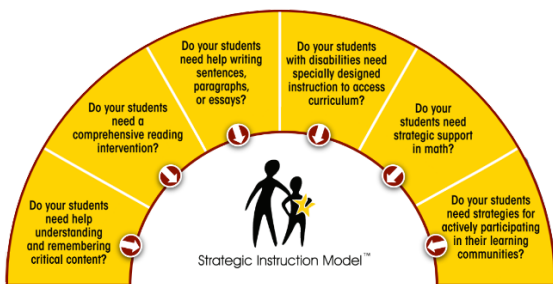 Do your students
need help
understanding
and remembering
critical content?
Do your students
need a
comprehensive reading
intervention?
Do your students
need help writing
sentences,
paragraphs,
or essays?
Do your students
with disabilities need
specially designed
instruction to access
curriculum?
Do your
students need
strategic support
in math?
Do your students
need strategies for
actively participating
in their learning
communities?
Strategic Instruction Model™